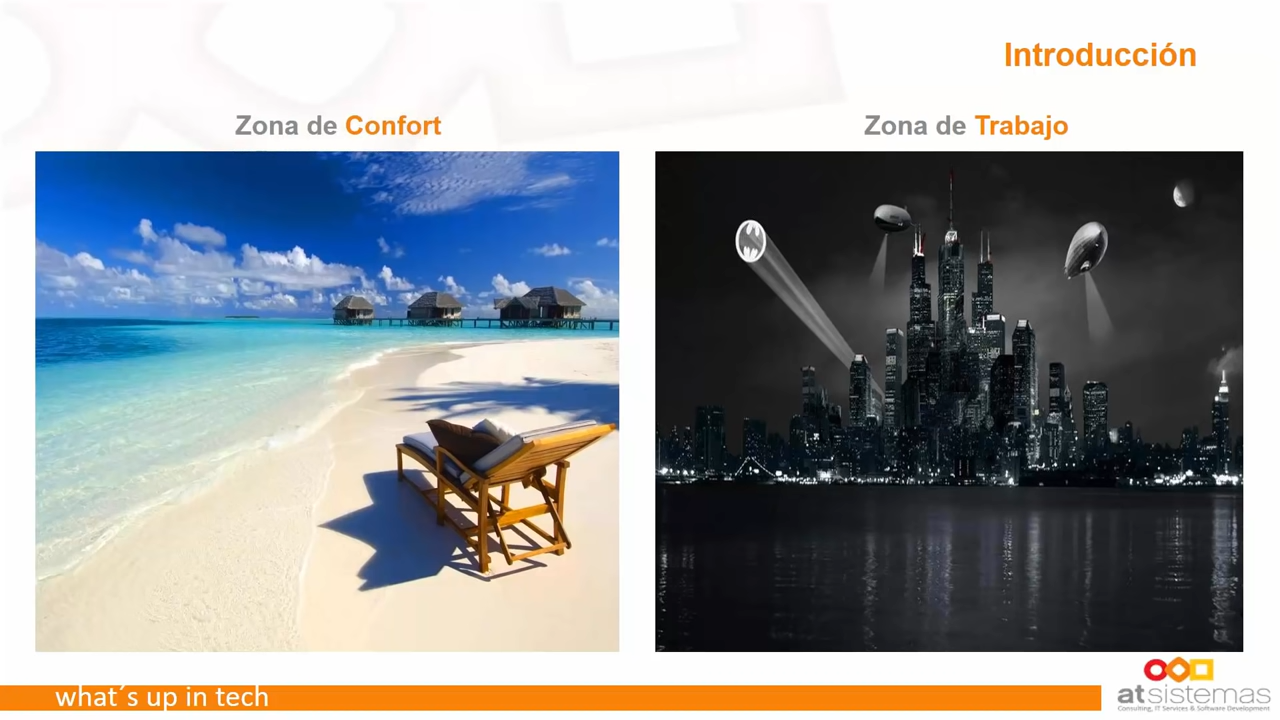 Introducción
Zona de Confort
Zona de Trabajo
what´s up in tech
atsistemas
Consulting, IT Services & Software Development